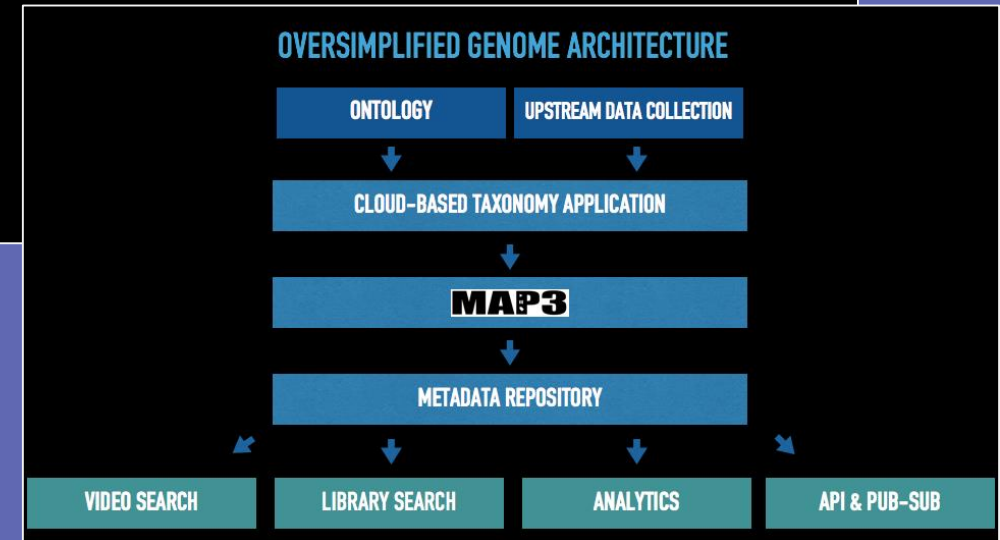 OVERSIMPLIFIED GENOME ARCHITECTURE
ONTOLOGY
UPSTREAM DATA COLLECTION
CLOUD-BASED TAXONOMY APPLICATION
MAP3
METADATA REPOSITORY
VIDEO SEARCH
LIBRARY SEARCH
ANALYTICS
API & PUB-SUB